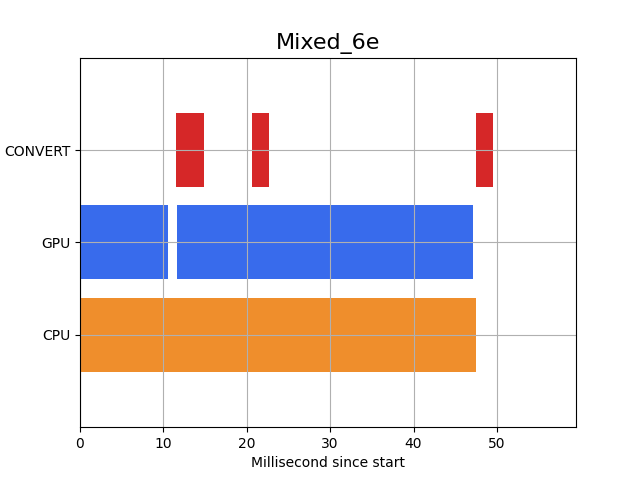 Mixed_6e
CONVERT
GPU
CPU
0 10 20 30 40 50
Millisecond since start